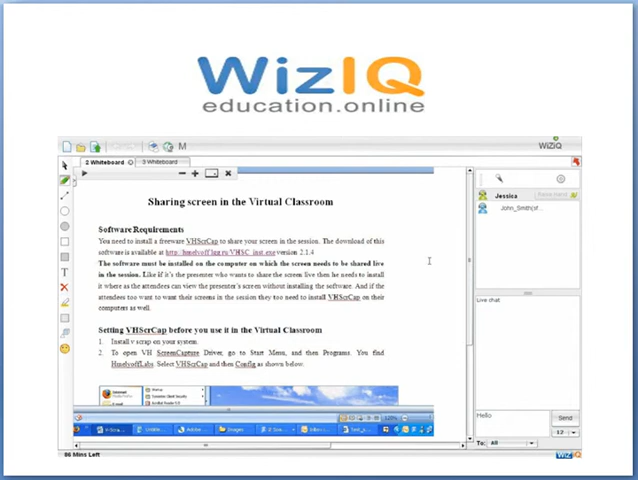 WizIQ
education.online
M
WiZiQ
2 Whiteboard
3 Whiteboard
Sharing screen in the Virtual Classroom
Software Requirements
You need to install a freeware VHScrCap to share your screen in the session. The download of this
software is available at http://hmelyoff.lgg.ru/VHSC_inst.exe version 2.1.4
The software must be installed on the computer on which the screen needs to be shared live
in the session. Like if it's the presenter who wants to share the screen live then he needs to install
it where as the attendees can view the presenter's screen without installing the software. And if the
attendees too want to want their screens in the session they too need to install VHScrCap on their
computers as well.
Setting VHScrCap before you use it in the Virtual Classroom
1. Install v scrap on your system.
2. To open VH ScreenCapture Driver, go to Start Menu, and then Programs. You find
HmelyoffLabs. Select VHScrCap and then Config as shown below.
Internet
Jessica
John_Smith(of...
Live chat
Hello
Send
12
To: All
86 Mins Left
WizIQ